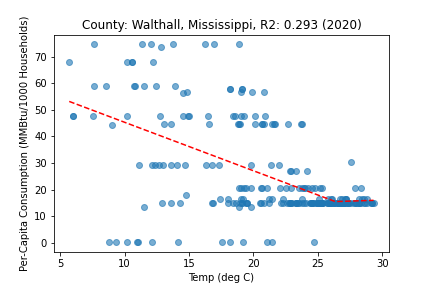 County: Walthall, Mississippi, R2: 0.293 (2020)
Per-Capita Consumption (MMBtu/1000 Households)
70
60
50
40
30
20
10
0
5 10 15 20 25 30
Temp (deg C)